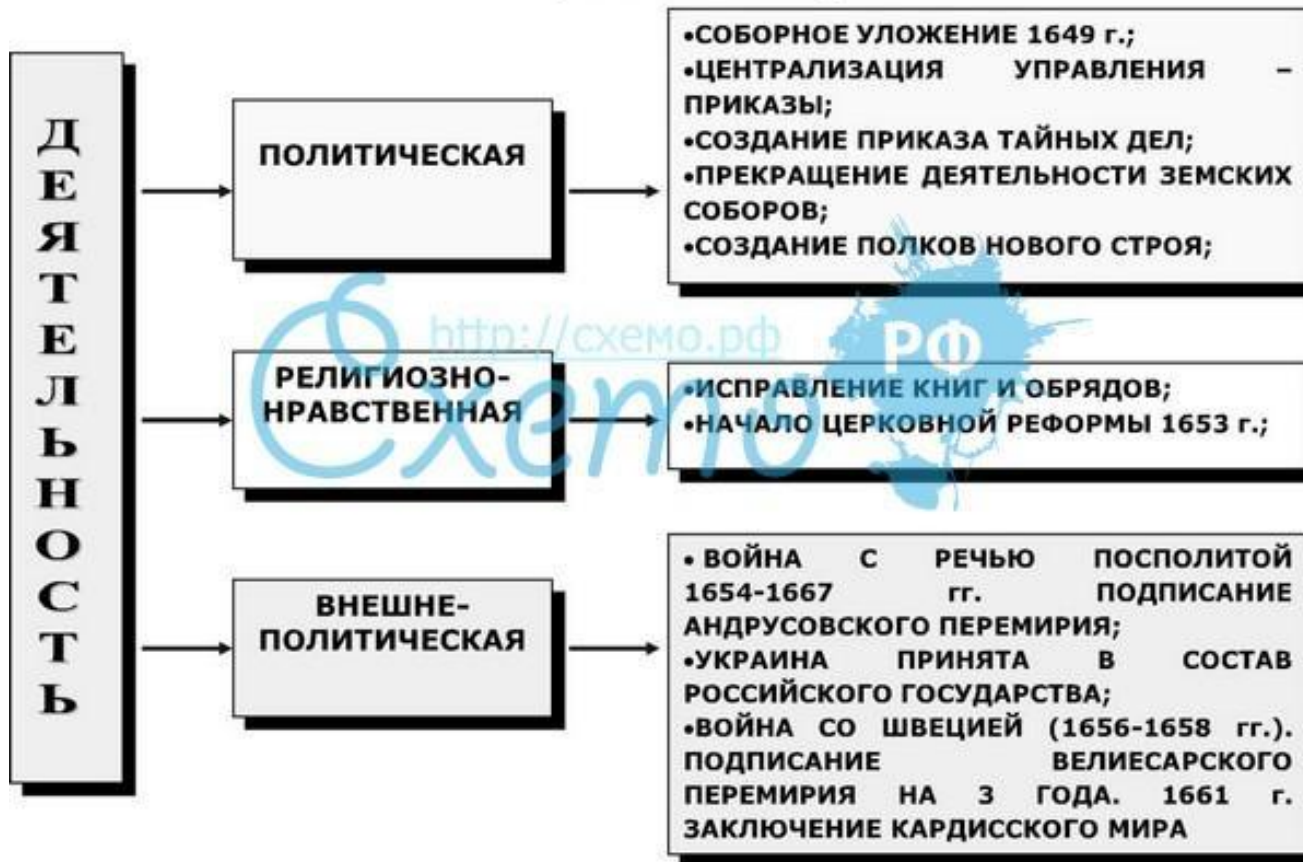 ДЕЯТЕЛЬНОСТЬ
ПОЛИТИЧЕСКАЯ
•СОБОРНОЕ УЛОЖЕНИЕ 1649 г.;
•ЦЕНТРАЛИЗАЦИЯ УПРАВЛЕНИЯ –
ПРИКАЗЫ;
•СОЗДАНИЕ ПРИКАЗА ТАЙНЫХ ДЕЛ;
•ПРЕКРАЩЕНИЕ ДЕЯТЕЛЬНОСТИ ЗЕМСКИХ
СОБОРОВ;
•СОЗДАНИЕ ПОЛКОВ НОВОГО СТРОЯ;
http://схемо.рф
Схемо
РФ
РЕЛИГИОЗНО-
НРАВСТВЕННАЯ
•ИСПРАВЛЕНИЕ КНИГ И ОБРЯДОВ;
•НАЧАЛО ЦЕРКОВНОЙ РЕФОРМЫ 1653 г.;
ВНЕШНЕ-
ПОЛИТИЧЕСКАЯ
• ВОЙНА С РЕЧЬЮ ПОСПОЛИТОЙ
1654-1667 гг. ПОДПИСАНИЕ
АНДРУСОВСКОГО ПЕРЕМИРИЯ;
•УКРАИНА ПРИНЯТА В СОСТАВ
РОССИЙСКОГО ГОСУДАРСТВА;
•ВОЙНА СО ШВЕЦИЕЙ (1656-1658 гг.).
ПОДПИСАНИЕ ВЕЛИЕСАРСКОГО
ПЕРЕМИРИЯ НА 3 ГОДА. 1661 г.
ЗАКЛЮЧЕНИЕ КАРДИССКОГО МИРА